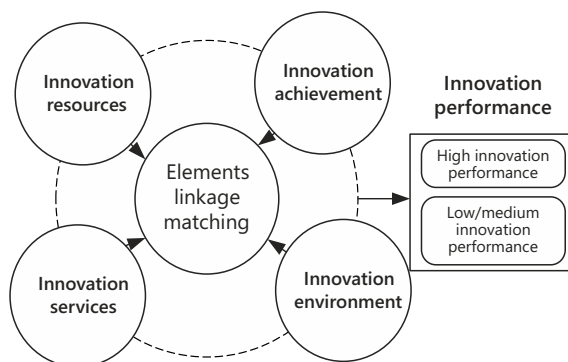 Innovation
resources
Innovation
achievement
Elements
linkage
matching
Innovation
services
Innovation
environment
Innovation
performance
High innovation
performance
Low/medium
innovation
performance